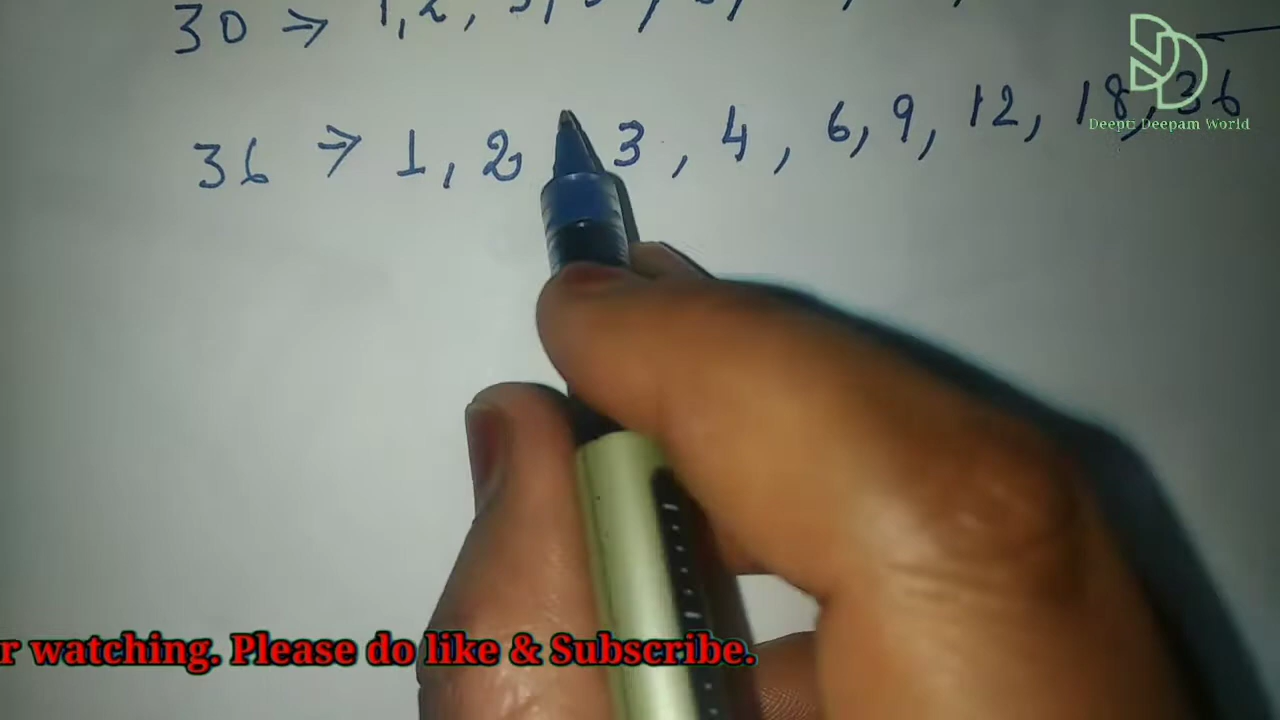 30 → 1, 2,
36 → 1, 2 3, 4, 6, 9, 12, 18, 36
Deepti Deepam World
r watching. Please do like & Subscribe.